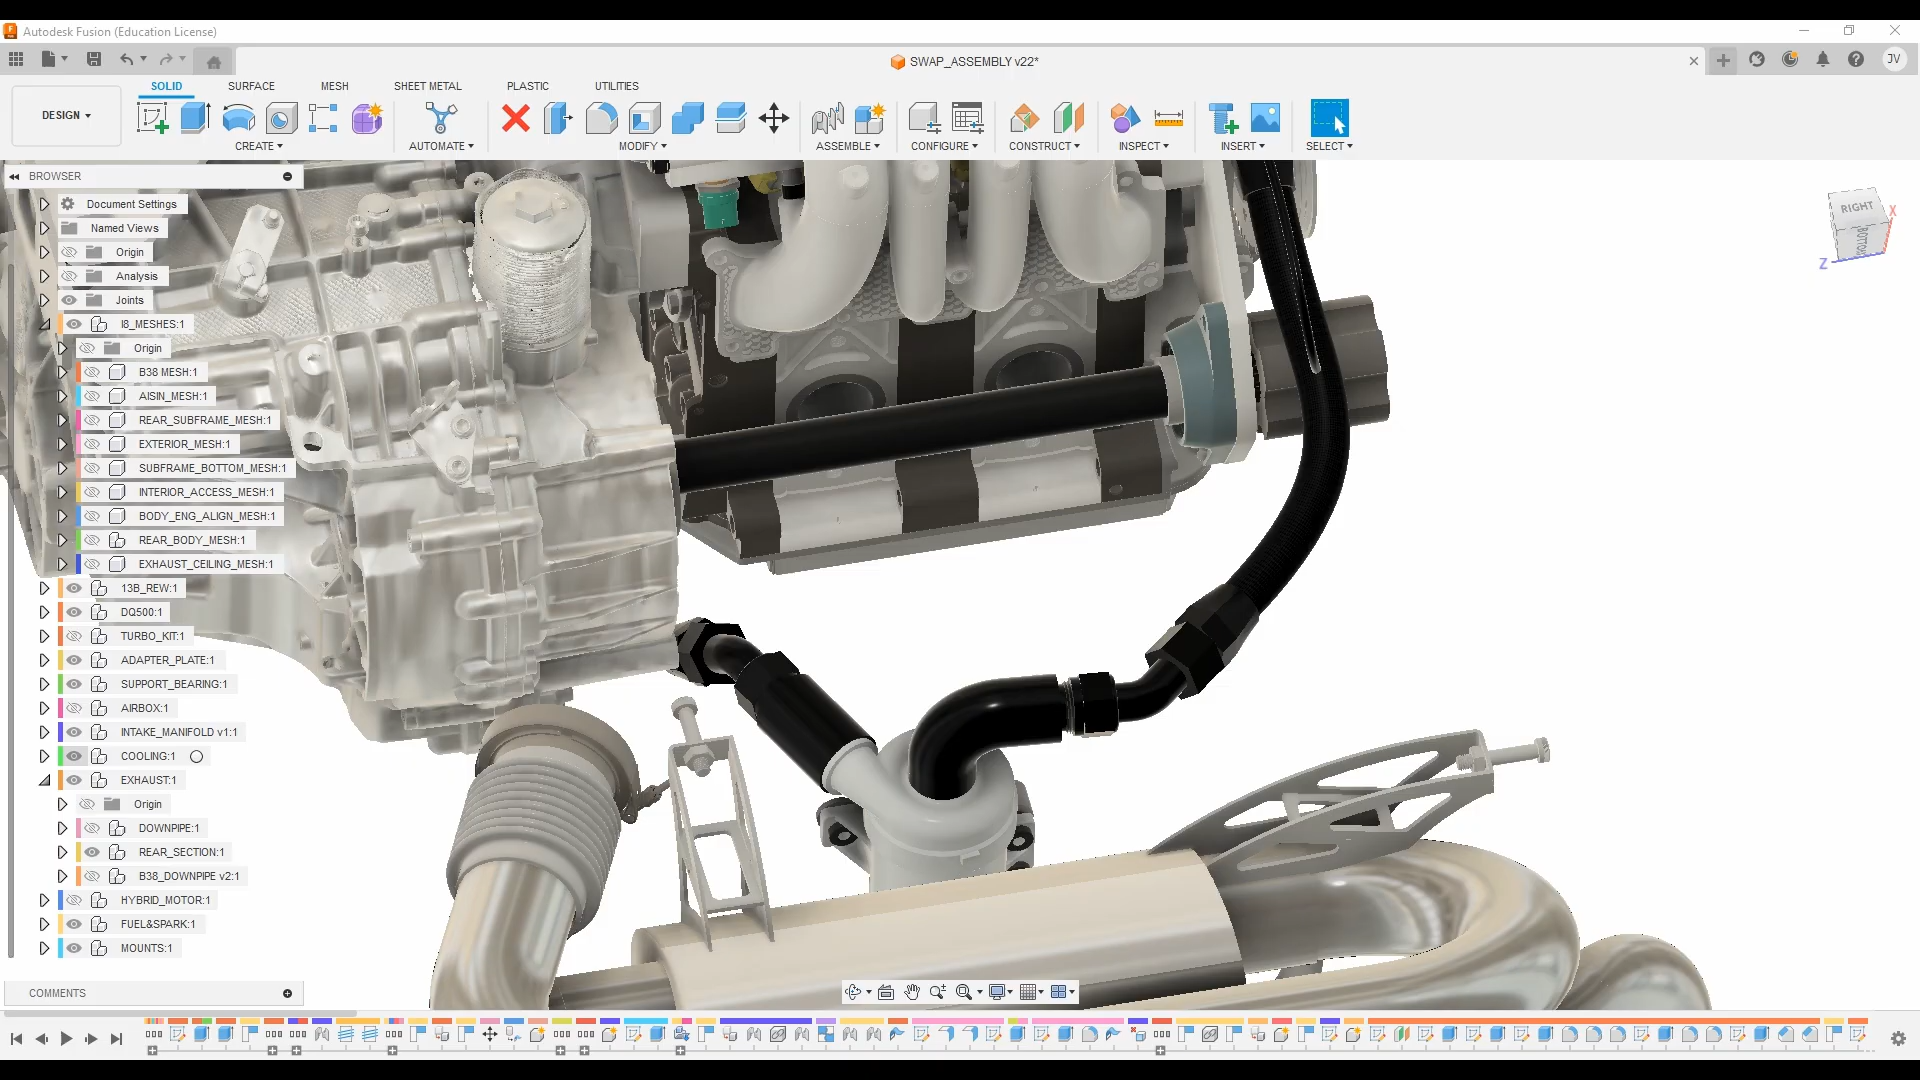 Autodesk Fusion (Education License)
SWAP_ASSEMBLY v22*
JV
DESIGN
SOLID
SURFACE
MESH
SHEET METAL
PLASTIC
UTILITIES
CREATE
AUTOMATE
MODIFY
ASSEMBLE
CONFIGURE
CONSTRUCT
INSPECT
INSERT
SELECT
BROWSER
Document Settings
Named Views
Origin
Analysis
Joints
I8_MESHES:1
Origin
B38 MESH:1
AISIN_MESH:1
REAR_SUBFRAME_MESH:1
EXTERIOR_MESH:1
SUBFRAME_BOTTOM_MESH:1
INTERIOR_ACCESS_MESH:1
BODY_ENG_ALIGN_MESH:1
REAR_BODY_MESH:1
EXHAUST_CEILING_MESH:1
13B_REW:1
DQ500:1
TURBO_KIT:1
ADAPTER_PLATE:1
SUPPORT_BEARING:1
AIRBOX:1
INTAKE_MANIFOLD v1:1
COOLING:1
EXHAUST:1
Origin
DOWNPIPE:1
REAR_SECTION:1
B38_DOWNPIPE v2:1
HYBRID_MOTOR:1
FUEL&SPARK:1
MOUNTS:1
RIGHT
BOTTOM
X
Z
COMMENTS